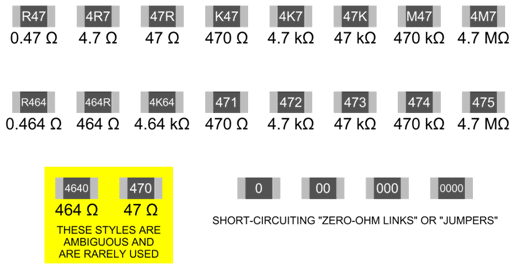 R47 4R7 47R K47 4K7 47K M47 4M7
0.47 Ω 4.7 Ω 47 Ω 470 Ω 4.7 kΩ 47 kΩ 470 kΩ 4.7 MΩ
R464 464R 4K64 471 472 473 474 475
0.464 Ω 464 Ω 4.64 kΩ 470 Ω 4.7 kΩ 47 kΩ 470 kΩ 4.7 MΩ
4640 470
464 Ω 47 Ω
THESE STYLES ARE
AMBIGUOUS AND
ARE RARELY USED
0 00 000 0000
SHORT-CIRCUITING "ZERO-OHM LINKS" OR "JUMPERS"